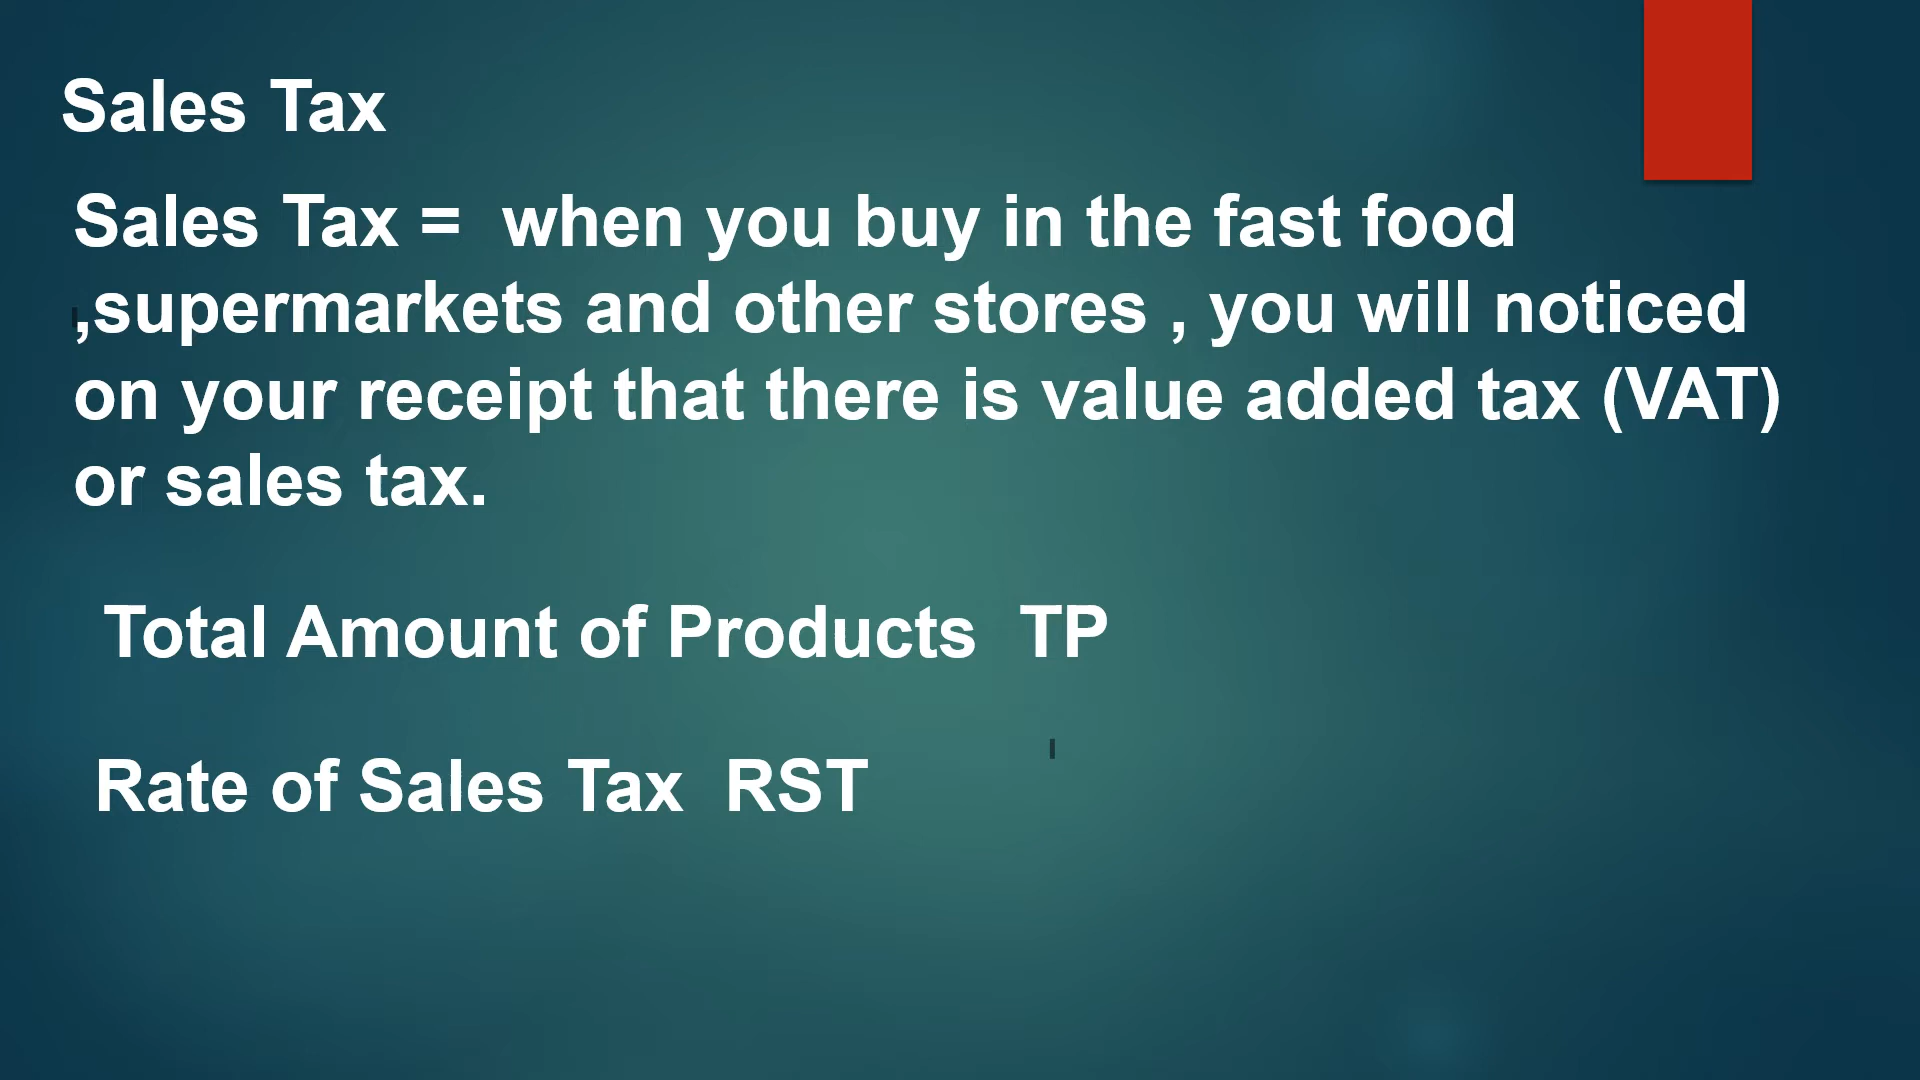 Sales Tax
Sales Tax = when you buy in the fast food
,supermarkets and other stores , you will noticed
on your receipt that there is value added tax (VAT)
or sales tax.
Total Amount of Products TP
Rate of Sales Tax RST